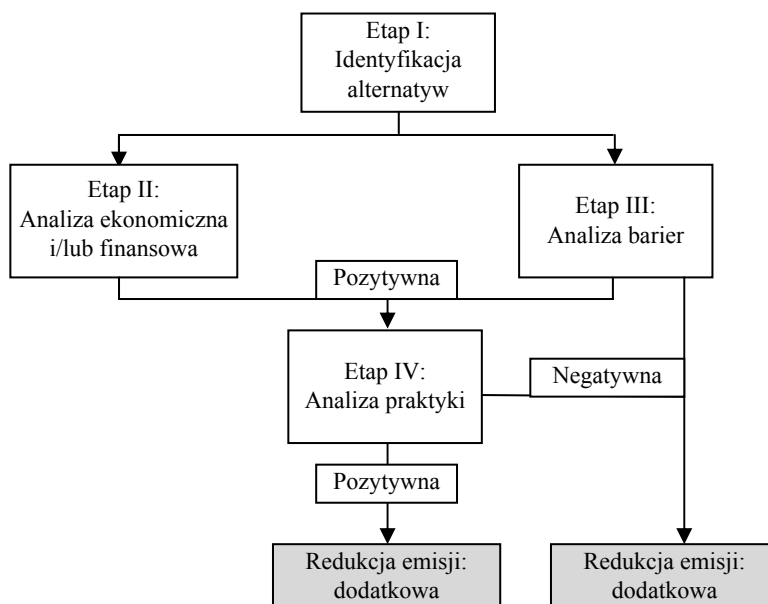 Etap I:
Identyfikacja
alternatyw
Etap II:
Analiza ekonomiczna
i/lub finansowa
Etap III:
Analiza barier
Pozytywna
Etap IV:
Analiza praktyki
Negatywna
Pozytywna
Redukcja emisji:
dodatkowa
Redukcja emisji:
dodatkowa